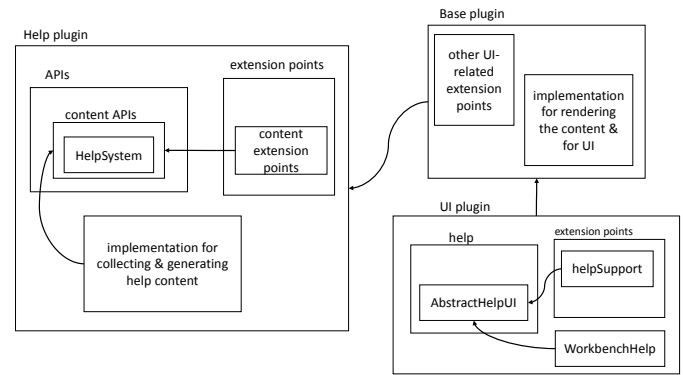 Help plugin
APIs
content APIs
HelpSystem
extension points
content
extension
points
implementation for
collecting & generating
help content
Base plugin
other UI-
related
extension
points
implementation
for rendering
the content &
for UI
UI plugin
help
AbstractHelpUI
extension points
helpSupport
WorkbenchHelp